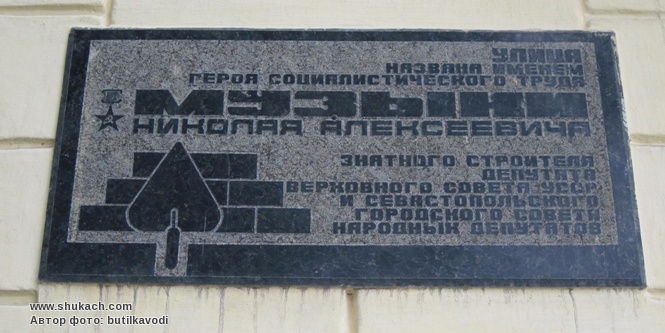 УЛИЦА
НАЗВАНА ИМЕНЕМ
ГЕРОЯ СОЦИАЛИСТИЧЕСКОГО ТРУДА
МУЗЫКИ
НИКОЛАЯ АЛЕКСЕЕВИЧА
ЗНАТНОГО СТРОИТЕЛЯ
ДЕПУТАТА
ВЕРХОВНОГО СОВЕТА УССР
И СЕВАСТОПОЛЬСКОГО
ГОРОДСКОГО СОВЕТА
НАРОДНЫХ ДЕПУТАТОВ
www.shukach.com
Автор фото: butilkavodi